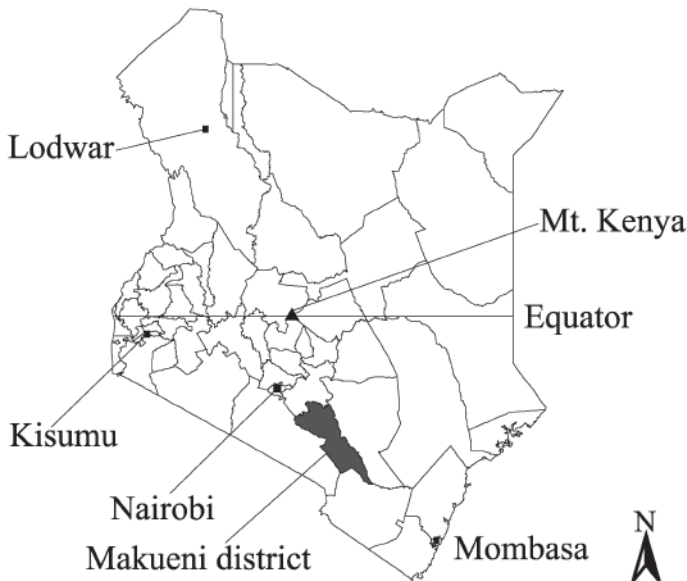 Lodwar
Mt. Kenya
Equator
Kisumu
Nairobi
Makueni district
Mombasa
N